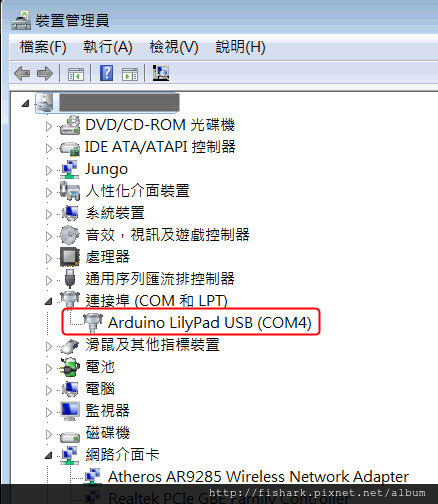 裝置管理員
檔案(F) 執行(A) 檢視(V) 說明(H)
DVD/CD-ROM 光碟機
IDE ATA/ATAPI 控制器
Jungo
人性化介面裝置
系統裝置
音效，視訊及遊戲控制器
處理器
通用序列匯流排控制器
連接埠 (COM 和 LPT)
Arduino LilyPad USB (COM4)
滑鼠及其他指標裝置
電池
電腦
監視器
磁碟機
網路介面卡
Atheros AR9285 Wireless Network Adapter
Realtek PCIe GBE Family Controller
http://fishark.pixnet.net/album